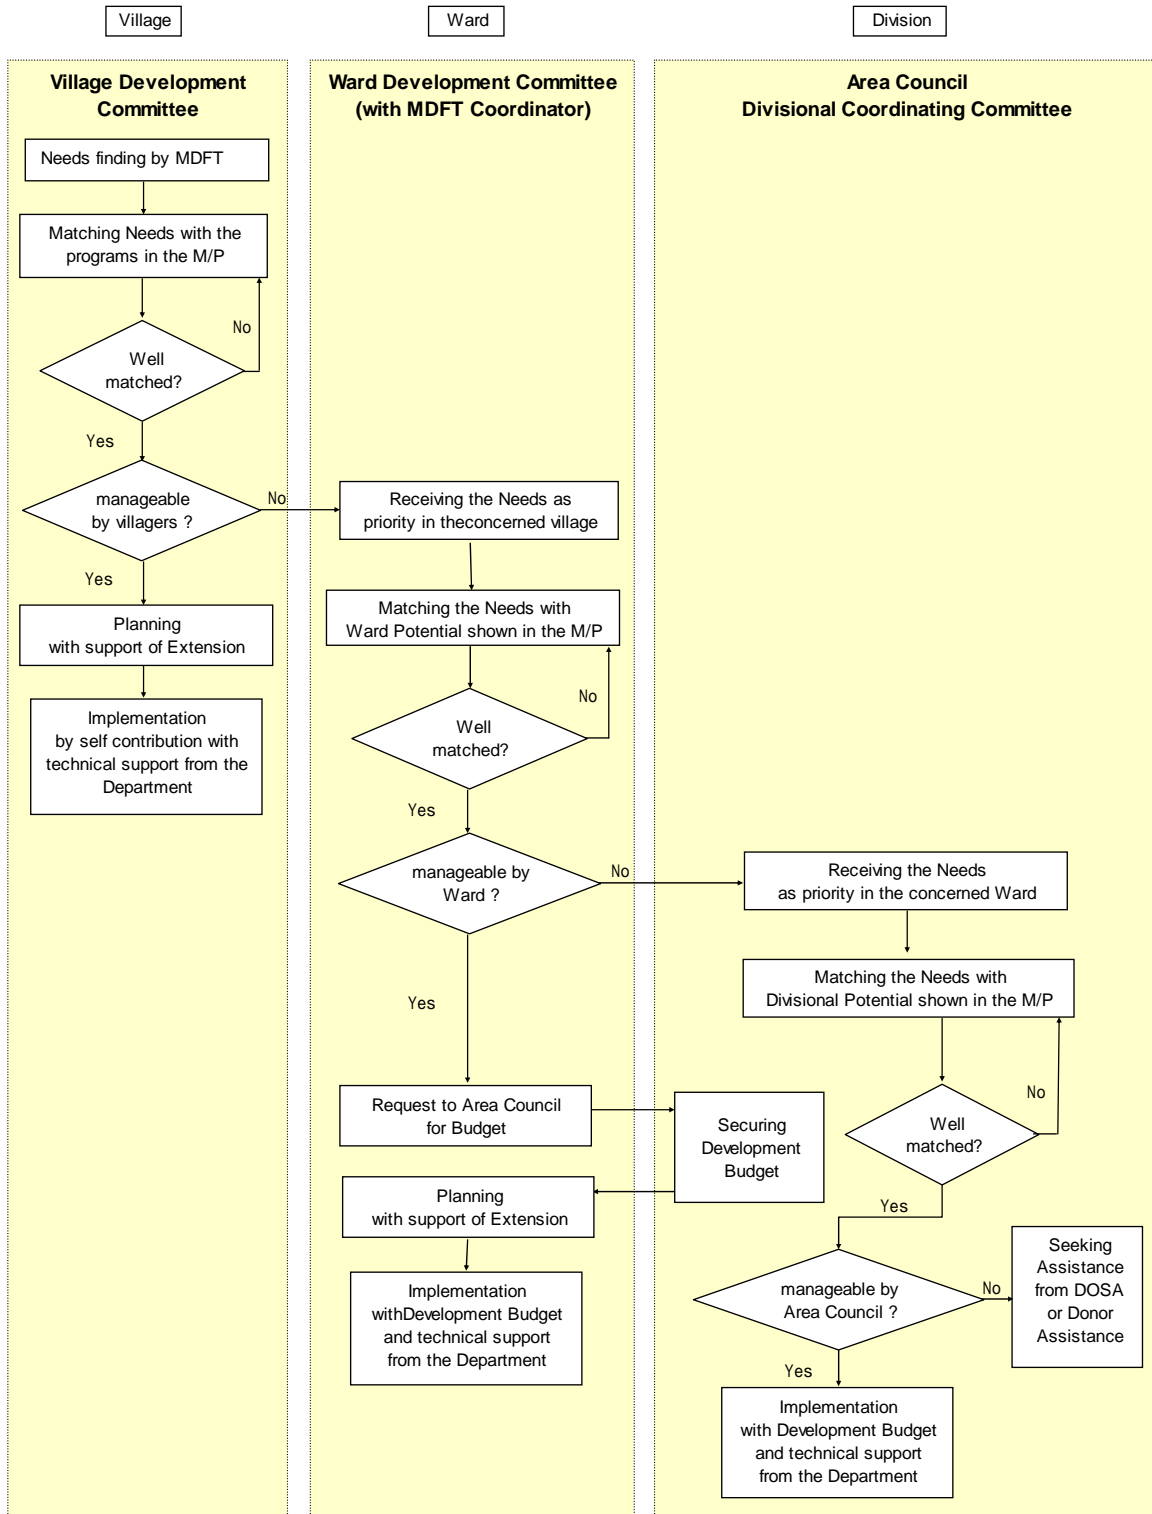 Village
Ward
Division
Village Development
Committee
Ward Development Committee
(with MDFT Coordinator)
Area Council
Divisional Coordinating Committee
Needs finding by MDFT
Matching Needs with the
programs in the M/P
No
Well
matched?
Yes
manageable
by villagers ?
No
Yes
Planning
with support of Extension
Implementation
by self contribution with
technical support from the
Department
Receiving the Needs as
priority in theconcerned village
Matching the Needs with
Ward Potential shown in the M/P
No
Well
matched?
Yes
manageable by
Ward ?
No
Yes
Request to Area Council
for Budget
Planning
with support of Extension
Implementation
withDevelopment Budget
and technical support
from the Department
Receiving the Needs
as priority in the concerned Ward
Matching the Needs with
Divisional Potential shown in the M/P
No
Well
matched?
Securing
Development
Budget
Yes
manageable by
Area Council ?
No
Seeking
Assistance
from DOSA
or Donor
Assistance
Yes
Implementation
with Development Budget
and technical support
from the Department